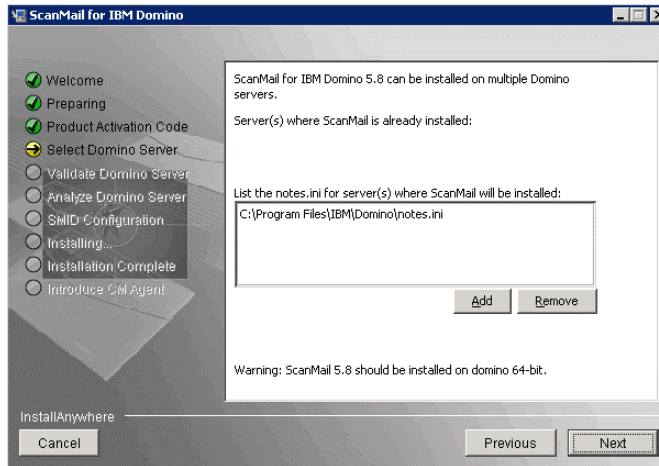 ScanMail for IBM Domino
Welcome
Preparing
Product Activation Code
Select Domino Server
Validate Domino Server
Analyze Domino Server
SMID Configuration
Installing...
Installation Complete
Introduce CM Agent
ScanMail for IBM Domino 5.8 can be installed on multiple Domino
servers.
Server(s) where ScanMail is already installed:
List the notes.ini for server(s) where ScanMail will be installed:
C:\Program Files\IBM\Domino\notes.ini
Add Remove
Warning: ScanMail 5.8 should be installed on domino 64-bit.
InstallAnywhere
Cancel Previous Next